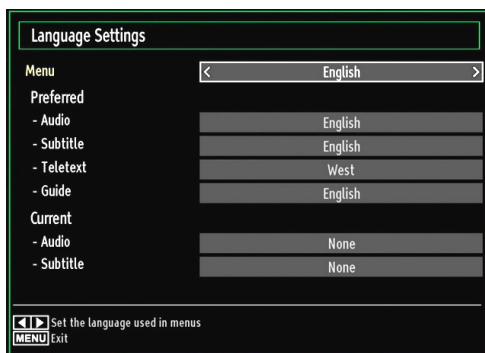 Language Settings
Menu < English >
Preferred
- Audio English
- Subtitle English
- Teletext West
- Guide English
Current
- Audio None
- Subtitle None
◀ ▶ Set the language used in menus
MENU Exit